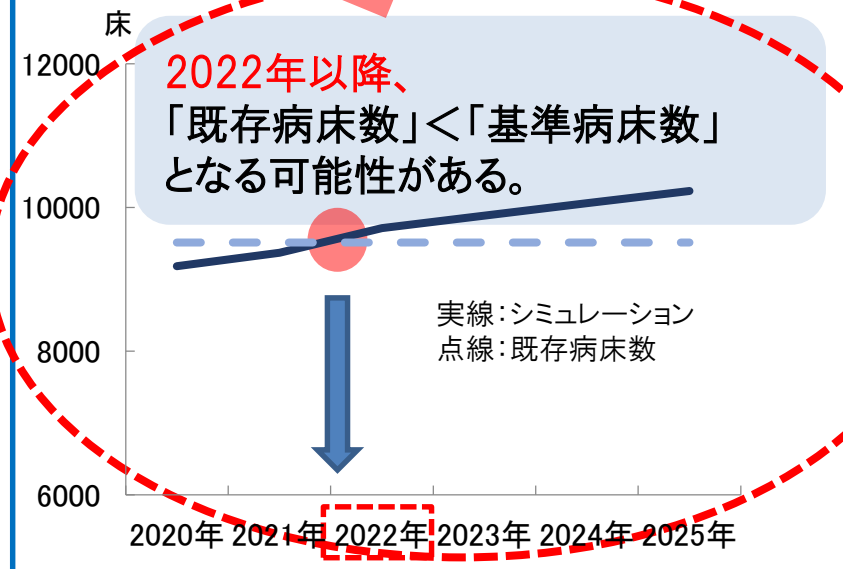 床
12000
2022年以降、
「既存病床数」＜「基準病床数」
となる可能性がある。
10000
実線：シミュレーション
点線：既存病床数
8000
6000
2020年 2021年 2022年 2023年 2024年 2025年